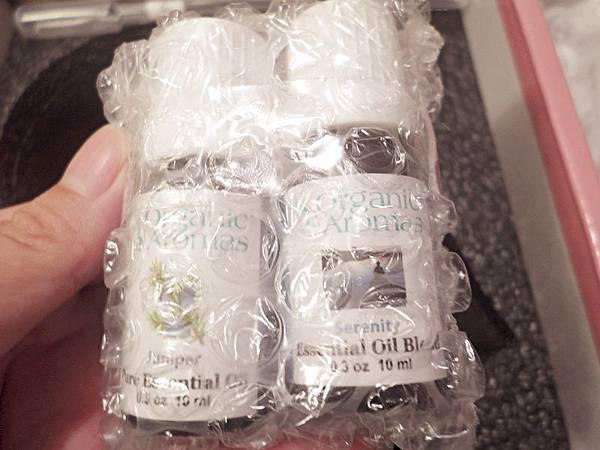 Organic
Aromas
Juniper
Pure Essential Oil
0.3 oz 10 ml
Organic
Aromas
Serenity
Essential Oil Blend
0.3 oz 10 ml